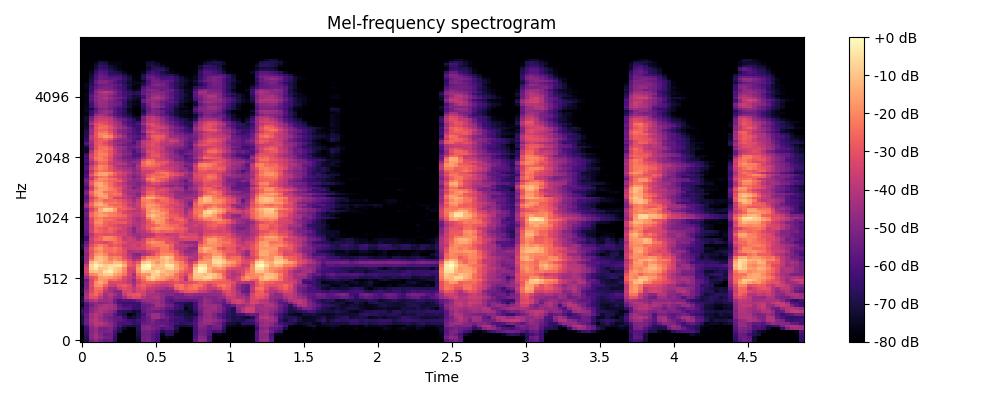 Mel-frequency spectrogram
+0 dB
-10 dB
4096
-20 dB
-30 dB
2048
Hz
-40 dB
1024
-50 dB
-60 dB
512
-70 dB
0
-80 dB
0 0.5 1 1.5 2 2.5 3 3.5 4 4.5
Time